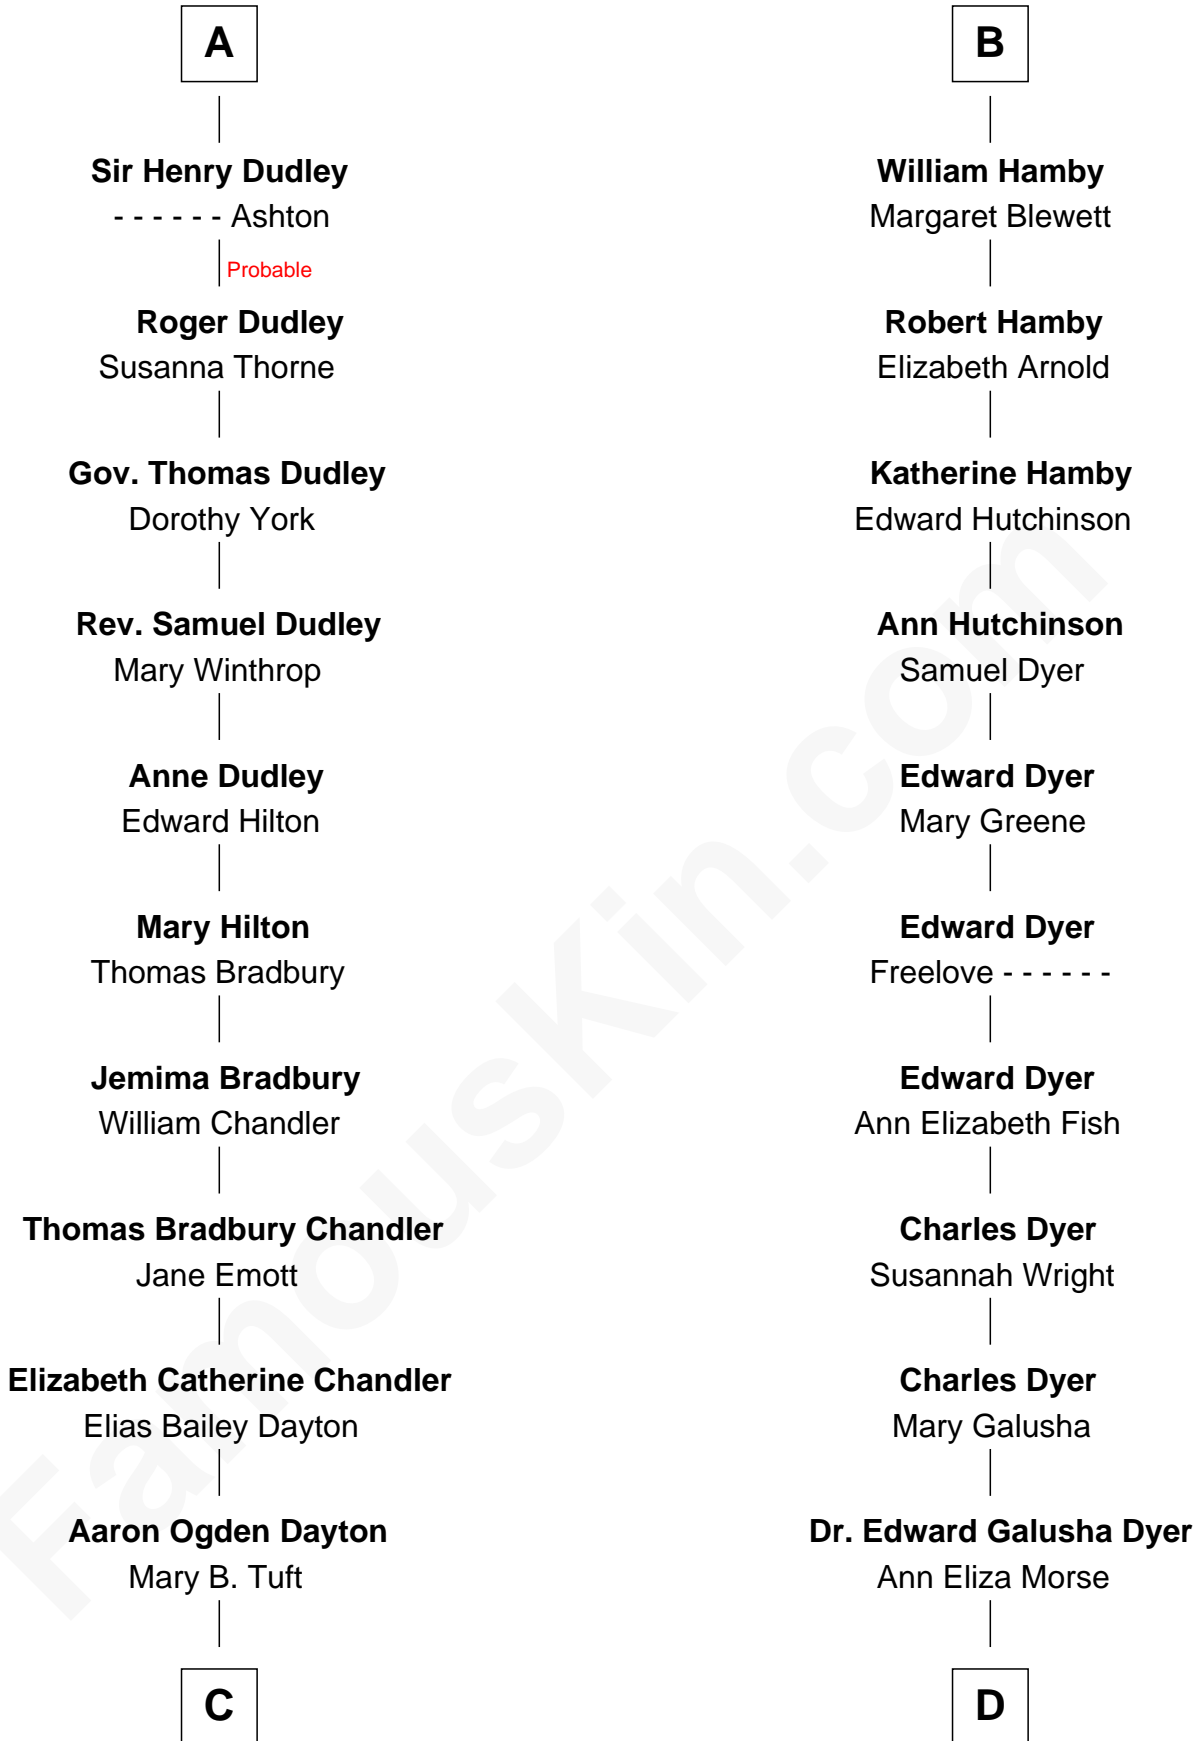 A
Sir Henry Dudley
- - - - - - Ashton
Probable
Roger Dudley
Susanna Thorne
Gov. Thomas Dudley
Dorothy York
Rev. Samuel Dudley
Mary Winthrop
Anne Dudley
Edward Hilton
Mary Hilton
Thomas Bradbury
Jemima Bradbury
William Chandler
Thomas Bradbury Chandler
Jane Emott
Elizabeth Catherine Chandler
Elias Bailey Dayton
Aaron Ogden Dayton
Mary B. Tuft
C
B
William Hamby
Margaret Blewett
Robert Hamby
Elizabeth Arnold
Katherine Hamby
Edward Hutchinson
Ann Hutchinson
Samuel Dyer
Edward Dyer
Mary Greene
Edward Dyer
Freelove - - - - - -
Edward Dyer
Ann Elizabeth Fish
Charles Dyer
Susannah Wright
Charles Dyer
Mary Galusha
Dr. Edward Galusha Dyer
Ann Eliza Morse
D
FamousKin.com